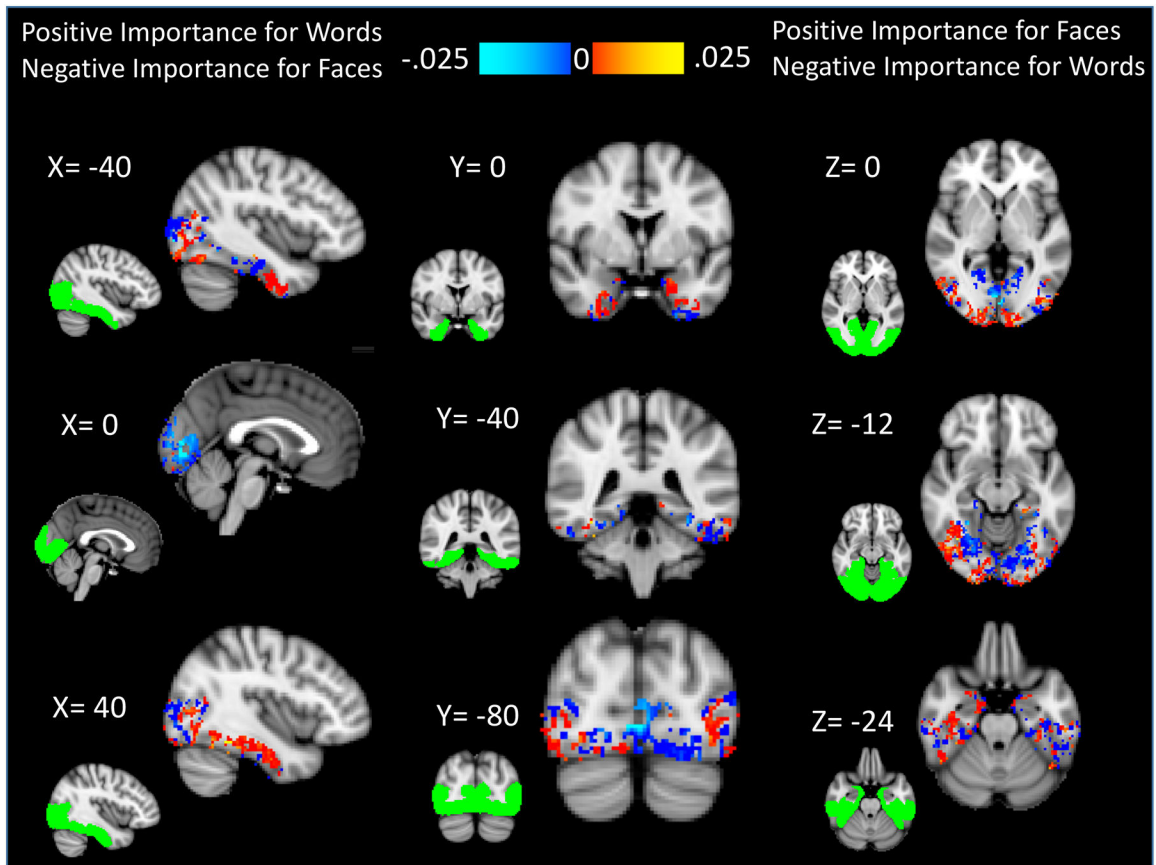 Positive Importance for Words
Negative Importance for Faces
-.025 0 .025
Positive Importance for Faces
Negative Importance for Words
X= -40
Y= 0
Z= 0
X= 0
Y= -40
Z= -12
X= 40
Y= -80
Z= -24